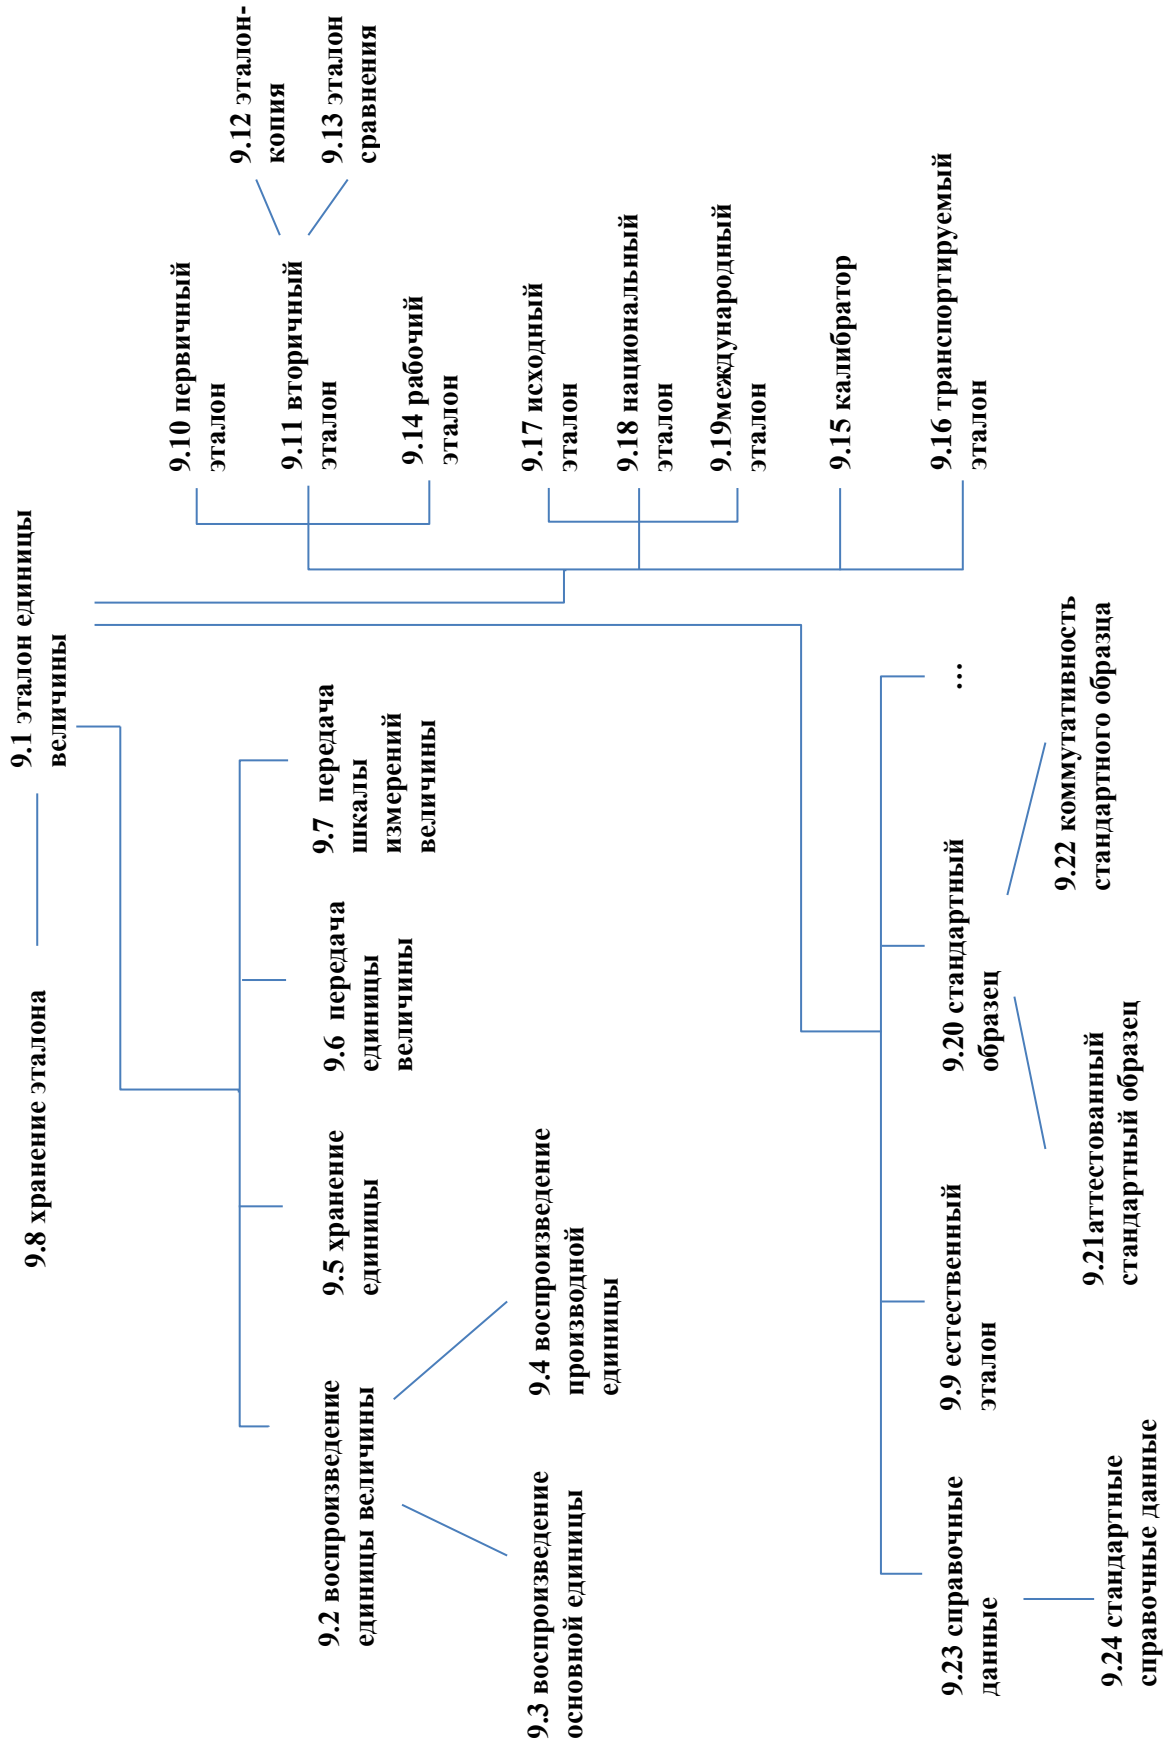 9.1 эталон единицы
величины
9.8 хранение эталона
9.2 воспроизведение
единицы величины
9.5 хранение
единицы
9.6 передача
единицы
величины
9.7 передача
шкалы
измерений
величины
9.3 воспроизведение
основной единицы
9.4 воспроизведение
производной
единицы
9.10 первичный
эталон
9.11 вторичный
эталон
9.12 эталон-
копия
9.13 эталон
сравнения
9.14 рабочий
эталон
9.17 исходный
эталон
9.18 национальный
эталон
9.19международный
эталон
9.15 калибратор
9.16 транспортируемый
эталон
9.23 справочные
данные
9.9 естественный
эталон
9.20 стандартный
образец
...
9.24 стандартные
справочные данные
9.21аттестованный
стандартный образец
9.22 коммутативность
стандартного образца